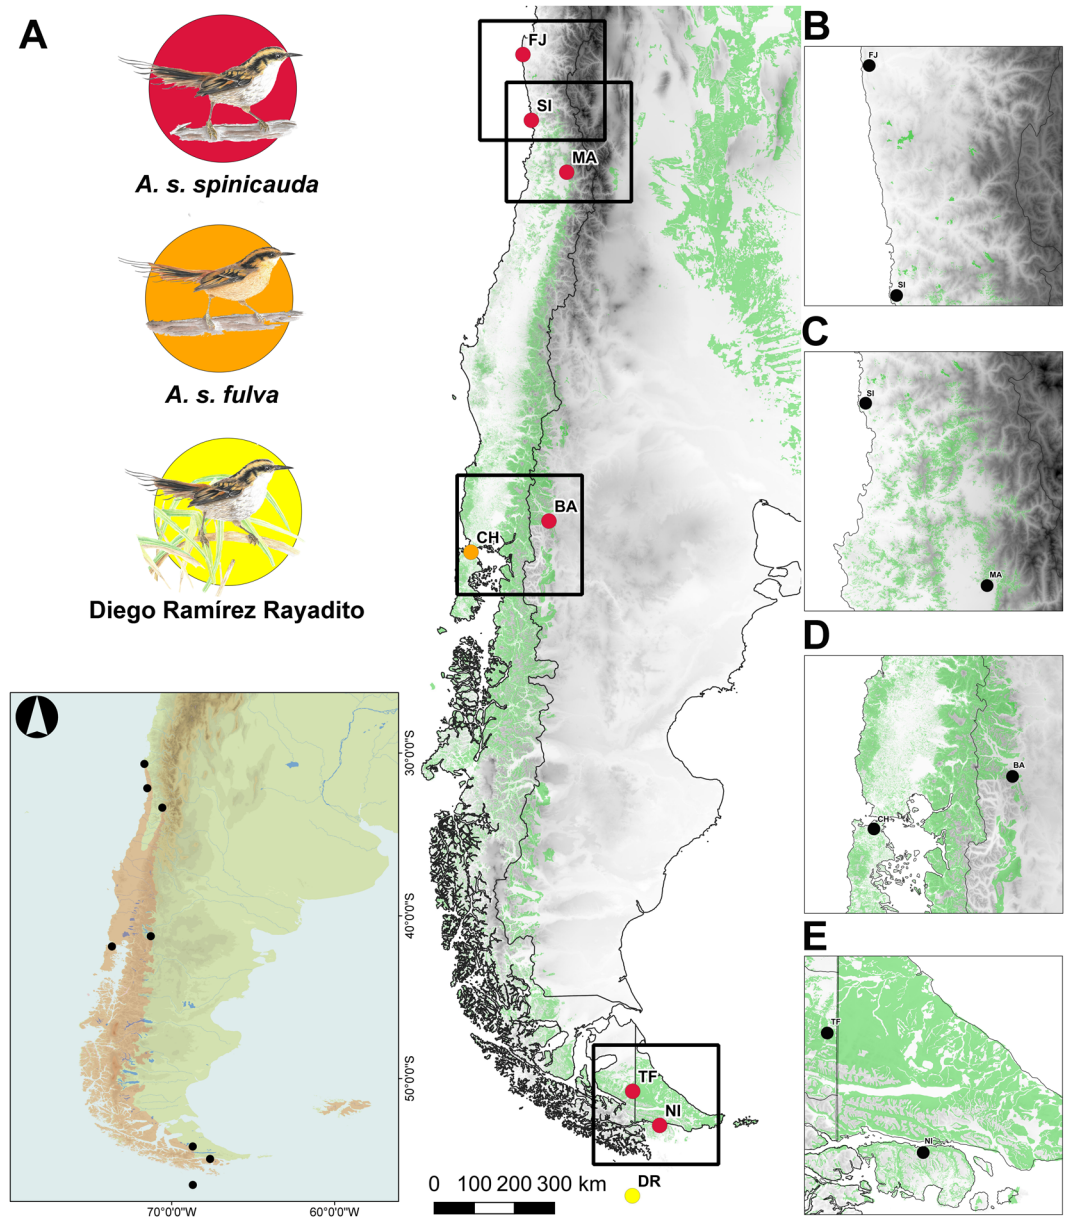 A
A. s. spinicauda
A. s. fulva
Diego Ramírez Rayadito
FJ
SI
MA
BA
CH
TF
NI
DR
0 100 200 300 km
30°0'0"S
40°0'0"S
50°0'0"S
70°0'0"W
60°0'0"W
B
FJ
SI
C
SI
MA
D
BA
CH
E
TF
NI